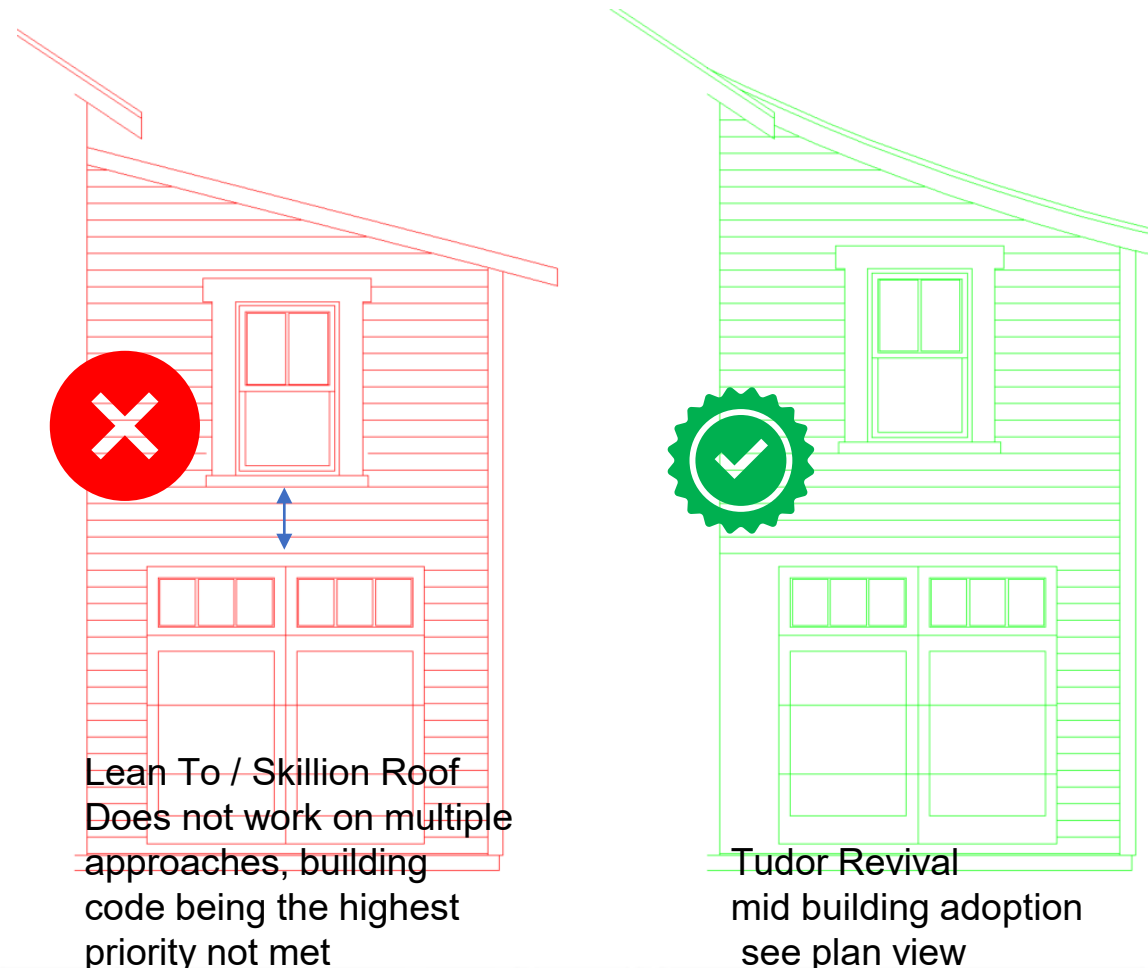 Lean To / Skillion Roof
Does not work on multiple
approaches, building
code being the highest
priority not met
Tudor Revival
mid building adoption
see plan view